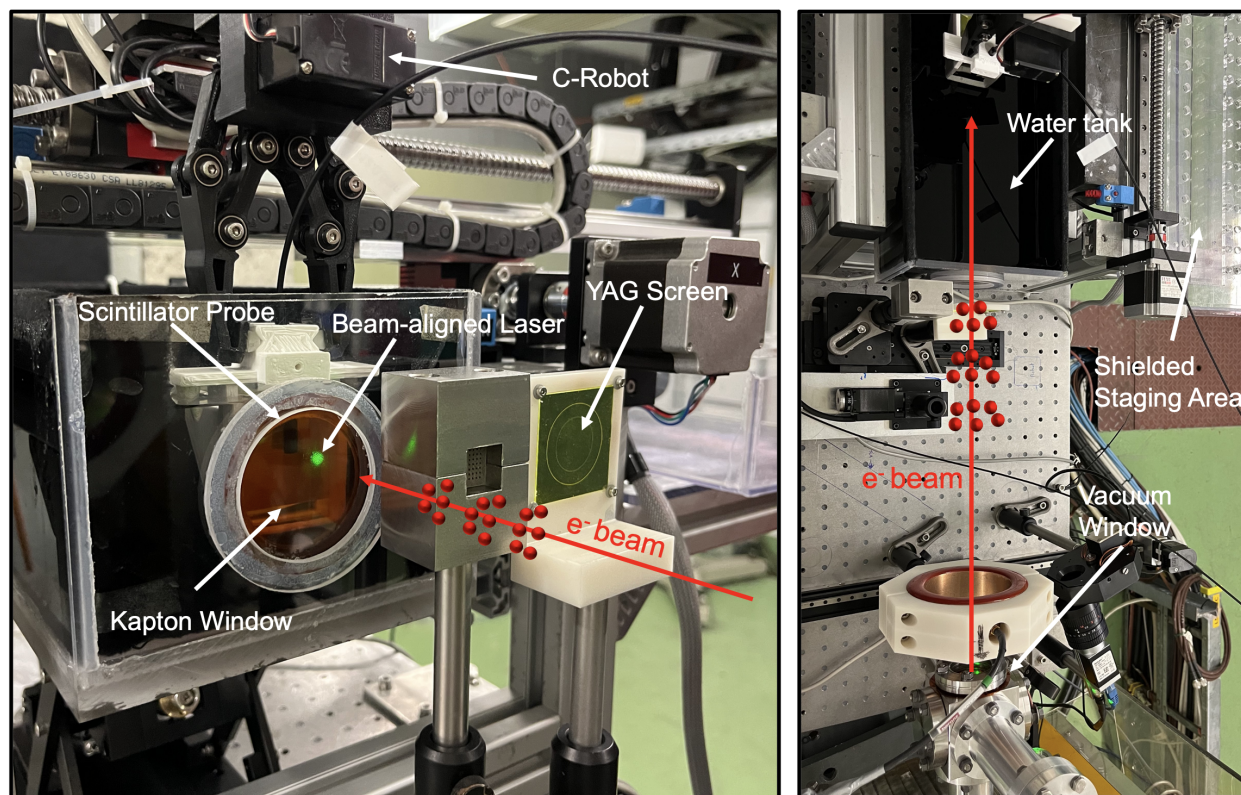 C-Robot
Scintillator Probe
Beam-aligned Laser
YAG Screen
X
e⁻ beam
Kapton Window
Water tank
Shielded
Staging Area
e⁻ beam
Vacuum
Window